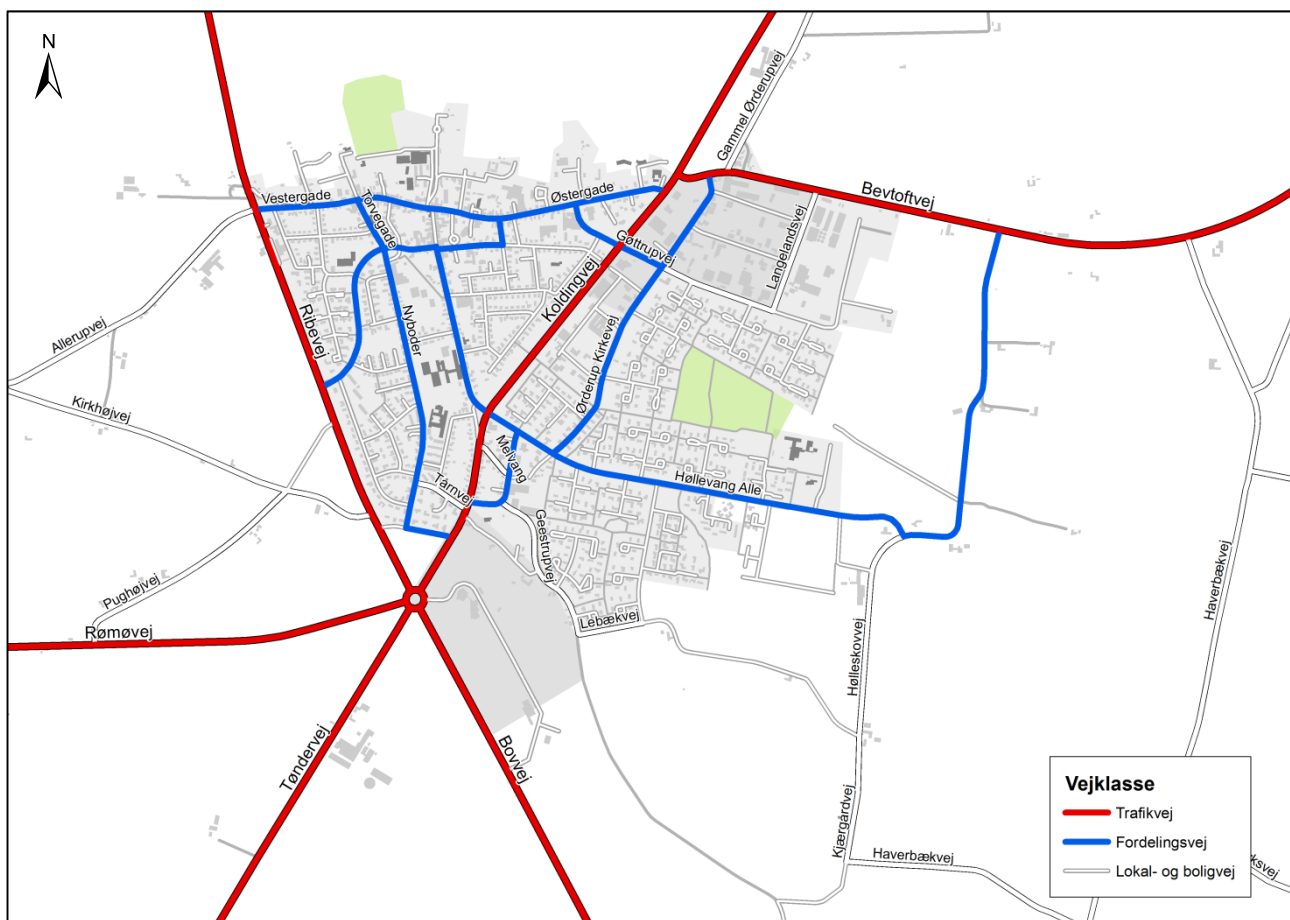 N
Gammel Ørderupvej
Vestergade
Torvegade
Østergade
Bevtoftvej
Gøttrupvej
Langelandsvej
Koldingvej
Ribevej
Nyboder
Allerupvej
Ørderup Kirkevej
Kirkhøjvej
Melvang
Høllevang Alle
Tårnvej
Geestrupvej
Haverbækvej
Pughøjvej
Rømøvej
Lebækvej
Hølleskovvej
Tøndervej
Bovvej
Kjærgårdvej
Haverbækvej
Vejklasse
Trafikvej
Fordelingsvej
Lokal- og boligvej